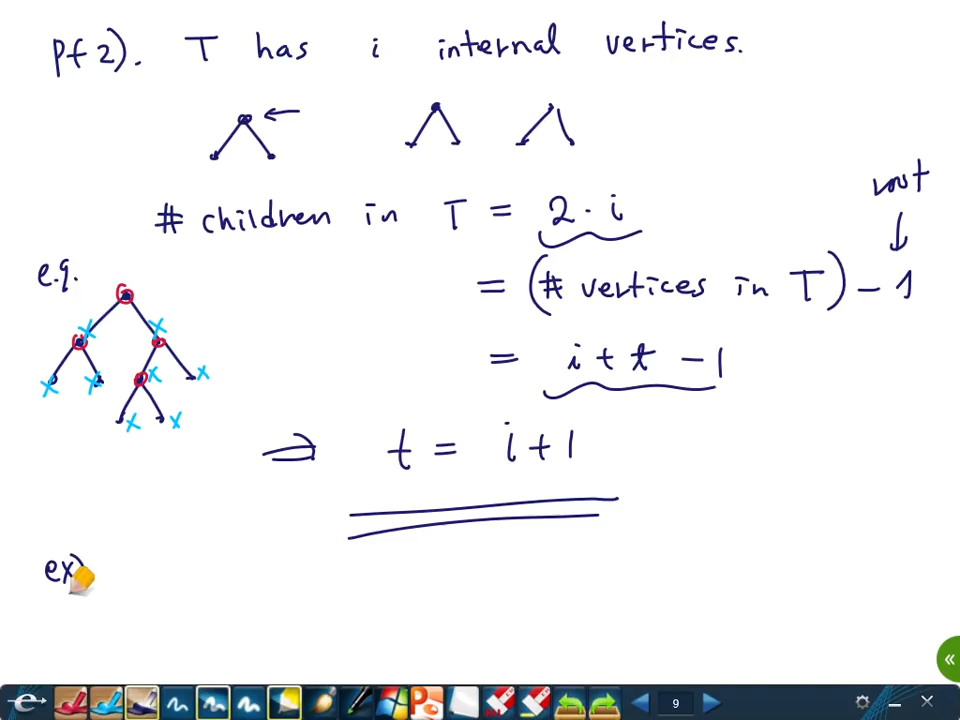 Pf 2). T has i internal vertices.
root
# children in T = 2 · i
e.g.
= (# vertices in T) - 1
= i + t - 1
⇒ t = i + 1
ex)
9